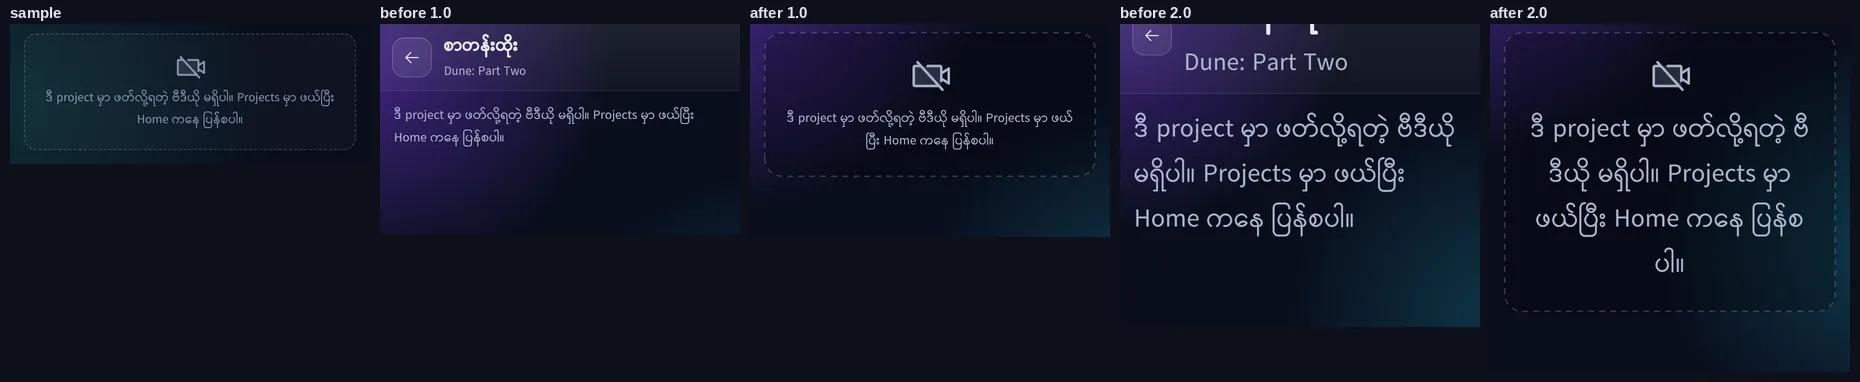 sample
ဒီ project မှာ ဖတ်လို့ရတဲ့ ဗီဒီယို မရှိပါ။ Projects မှာ ဖယ်ပြီး
Home ကနေ ပြန်စပါ။
before 1.0
စာတန်းထိုး
Dune: Part Two
ဒီ project မှာ ဖတ်လို့ရတဲ့ ဗီဒီယို မရှိပါ။ Projects မှာ ဖယ်ပြီး
Home ကနေ ပြန်စပါ။
after 1.0
ဒီ project မှာ ဖတ်လို့ရတဲ့ ဗီဒီယို မရှိပါ။ Projects မှာ ဖယ်
ပြီး Home ကနေ ပြန်စပါ။
before 2.0
Dune: Part Two
ဒီ project မှာ ဖတ်လို့ရတဲ့ ဗီဒီယို
မရှိပါ။ Projects မှာ ဖယ်ပြီး
Home ကနေ ပြန်စပါ။
after 2.0
ဒီ project မှာ ဖတ်လို့ရတဲ့ ဗီ
ဒီယို မရှိပါ။ Projects မှာ
ဖယ်ပြီး Home ကနေ ပြန်စ
ပါ။